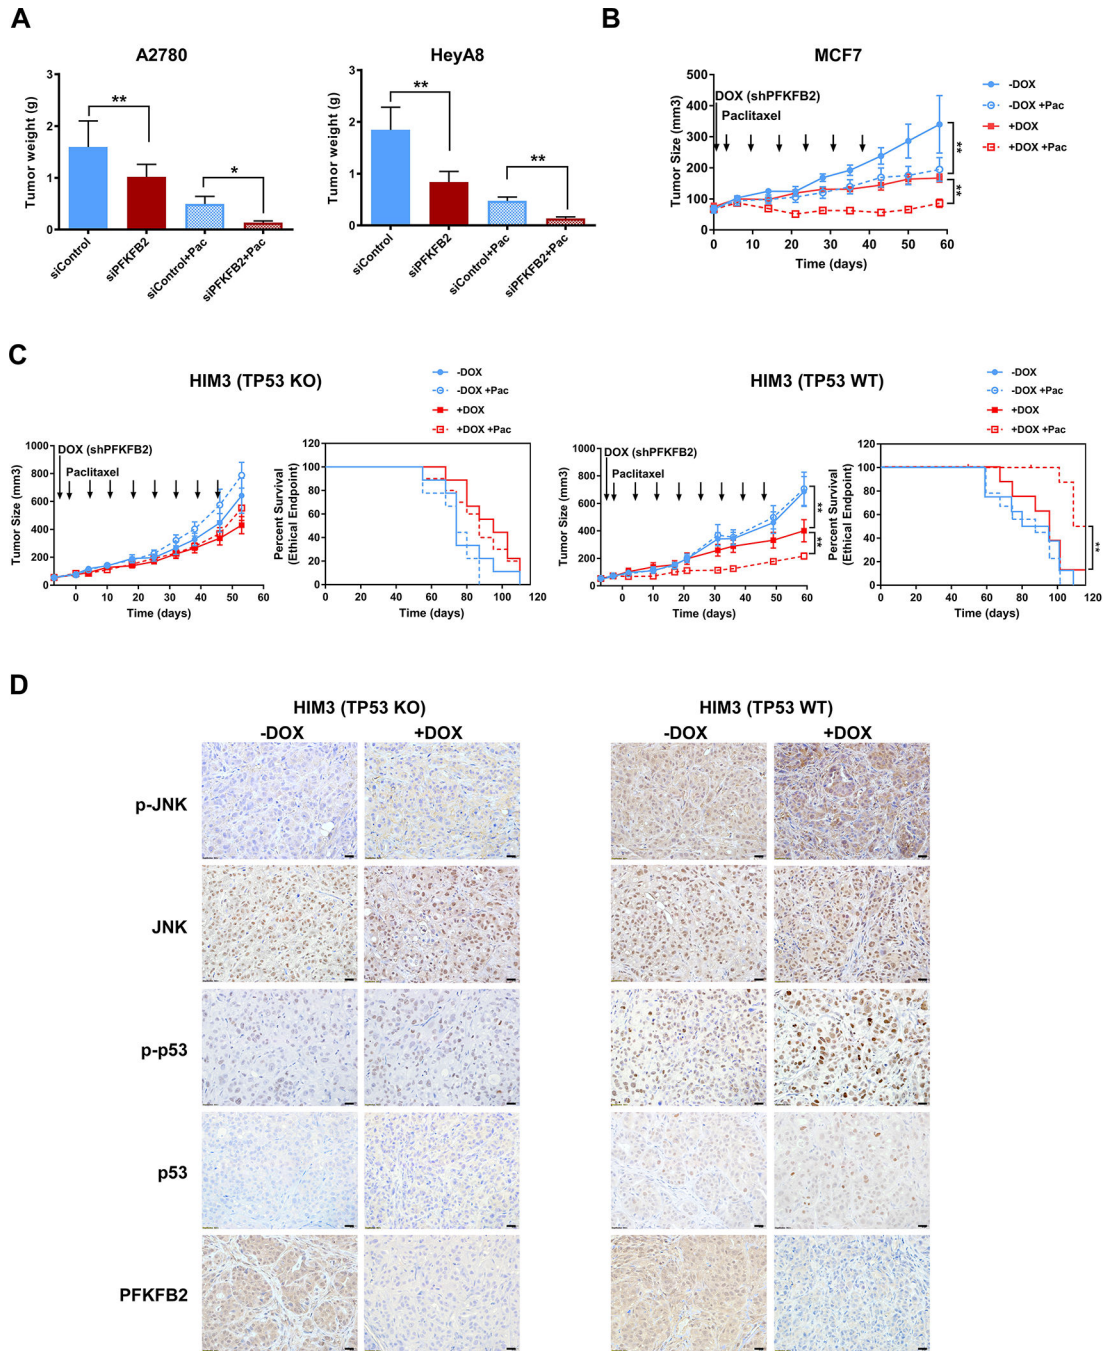 A
B
A2780
HeyA8
MCF7
Tumor weight (g)
3
2
1
0
**
*
siControl
siPFKFB2
siControl+Pac
siPFKFB2+Pac
Tumor weight (g)
3
2
1
0
**
**
siControl
siPFKFB2
siControl+Pac
siPFKFB2+Pac
Tumor Size (mm3)
500
400
300
200
100
0
DOX (shPFKFB2)
Paclitaxel
-DOX
-DOX +Pac
+DOX
+DOX +Pac
**
**
0 10 20 30 40 50 60
Time (days)
C
HIM3 (TP53 KO)
-DOX
-DOX +Pac
+DOX
+DOX +Pac
HIM3 (TP53 WT)
-DOX
-DOX +Pac
+DOX
+DOX +Pac
Tumor Size (mm3)
1000
800
600
400
200
0
DOX (shPFKFB2)
Paclitaxel
0 10 20 30 40 50 60
Time (days)
Percent Survival
(Ethical Endpoint)
120
100
80
60
40
20
0
0 20 40 60 80 100 120
Time (days)
Tumor Size (mm3)
1000
800
600
400
200
0
DOX (shPFKFB2)
Paclitaxel
**
**
0 10 20 30 40 50 60
Time (days)
Percent Survival
(Ethical Endpoint)
120
100
80
60
40
20
0
**
0 20 40 60 80 100 116
Time (days)
D
HIM3 (TP53 KO)
HIM3 (TP53 WT)
-DOX
+DOX
-DOX
+DOX
p-JNK
JNK
p-p53
p53
PFKFB2